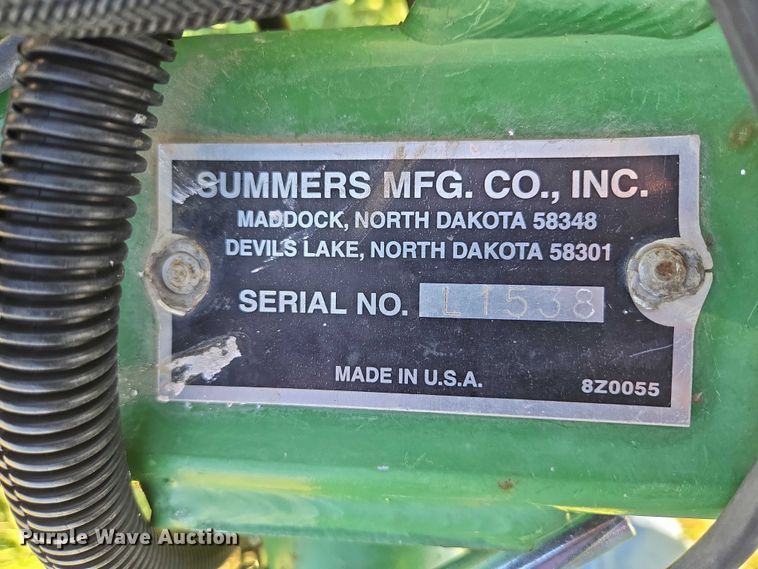 SUMMERS MFG. CO., INC.
MADDOCK, NORTH DAKOTA 58348
DEVILS LAKE, NORTH DAKOTA 58301
SERIAL NO. L1538
MADE IN U.S.A.
8Z0055
Purple Wave Auction